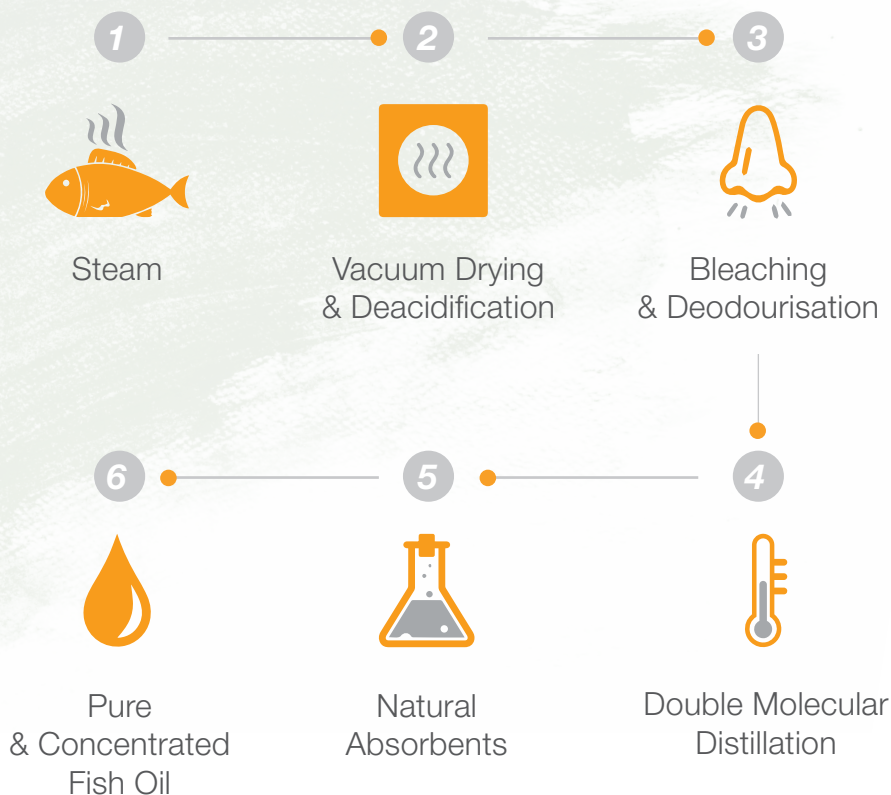 1
2
3
Steam
Vacuum Drying
& Deacidification
Bleaching
& Deodourisation
6
5
4
Pure
& Concentrated
Fish Oil
Natural
Absorbents
Double Molecular
Distillation